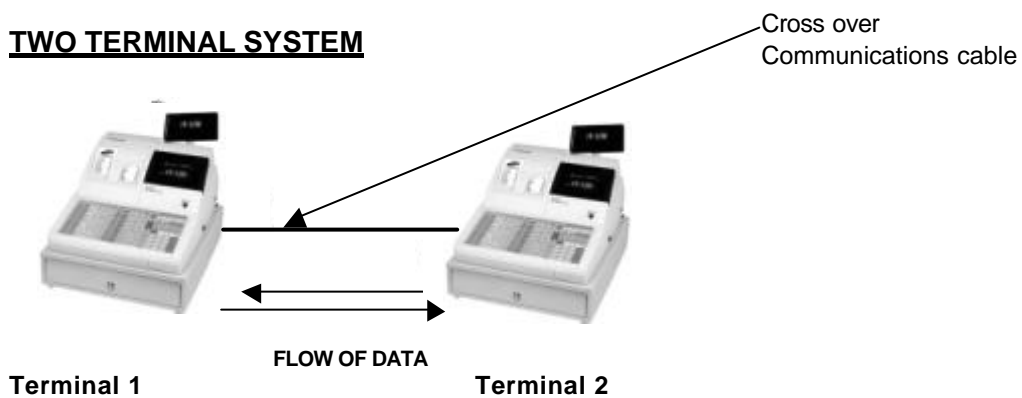 TWO TERMINAL SYSTEM
Cross over
Communications cable
FLOW OF DATA
Terminal 1
Terminal 2